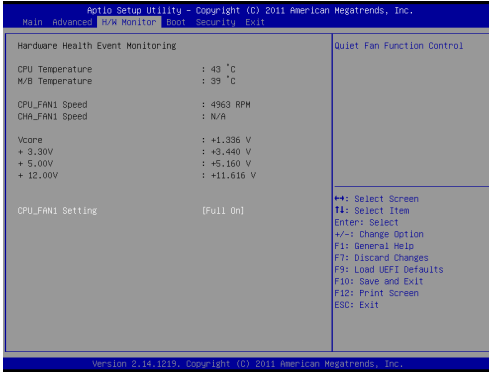 Aptio Setup Utility - Copyright (C) 2011 American Megatrends, Inc.
Main Advanced H/W Monitor Boot Security Exit
Hardware Health Event Monitoring
CPU Temperature : 43 °C
M/B Temperature : 39 °C
CPU_FAN1 Speed : 4963 RPM
CHA_FAN1 Speed : N/A
Vcore : +1.336 V
+ 3.30V : +3.440 V
+ 5.00V : +5.160 V
+ 12.00V : +11.616 V
CPU_FAN1 Setting [Full On]
Quiet Fan Function Control
↔: Select Screen
↑↓: Select Item
Enter: Select
+/-: Change Option
F1: General Help
F7: Discard Changes
F9: Load UEFI Defaults
F10: Save and Exit
F12: Print Screen
ESC: Exit
Version 2.14.1219. Copyright (C) 2011 American Megatrends, Inc.